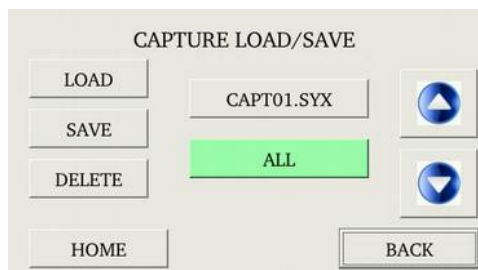 CAPTURE LOAD/SAVE
LOAD
CAPT01.SYX
SAVE
ALL
DELETE
HOME
BACK